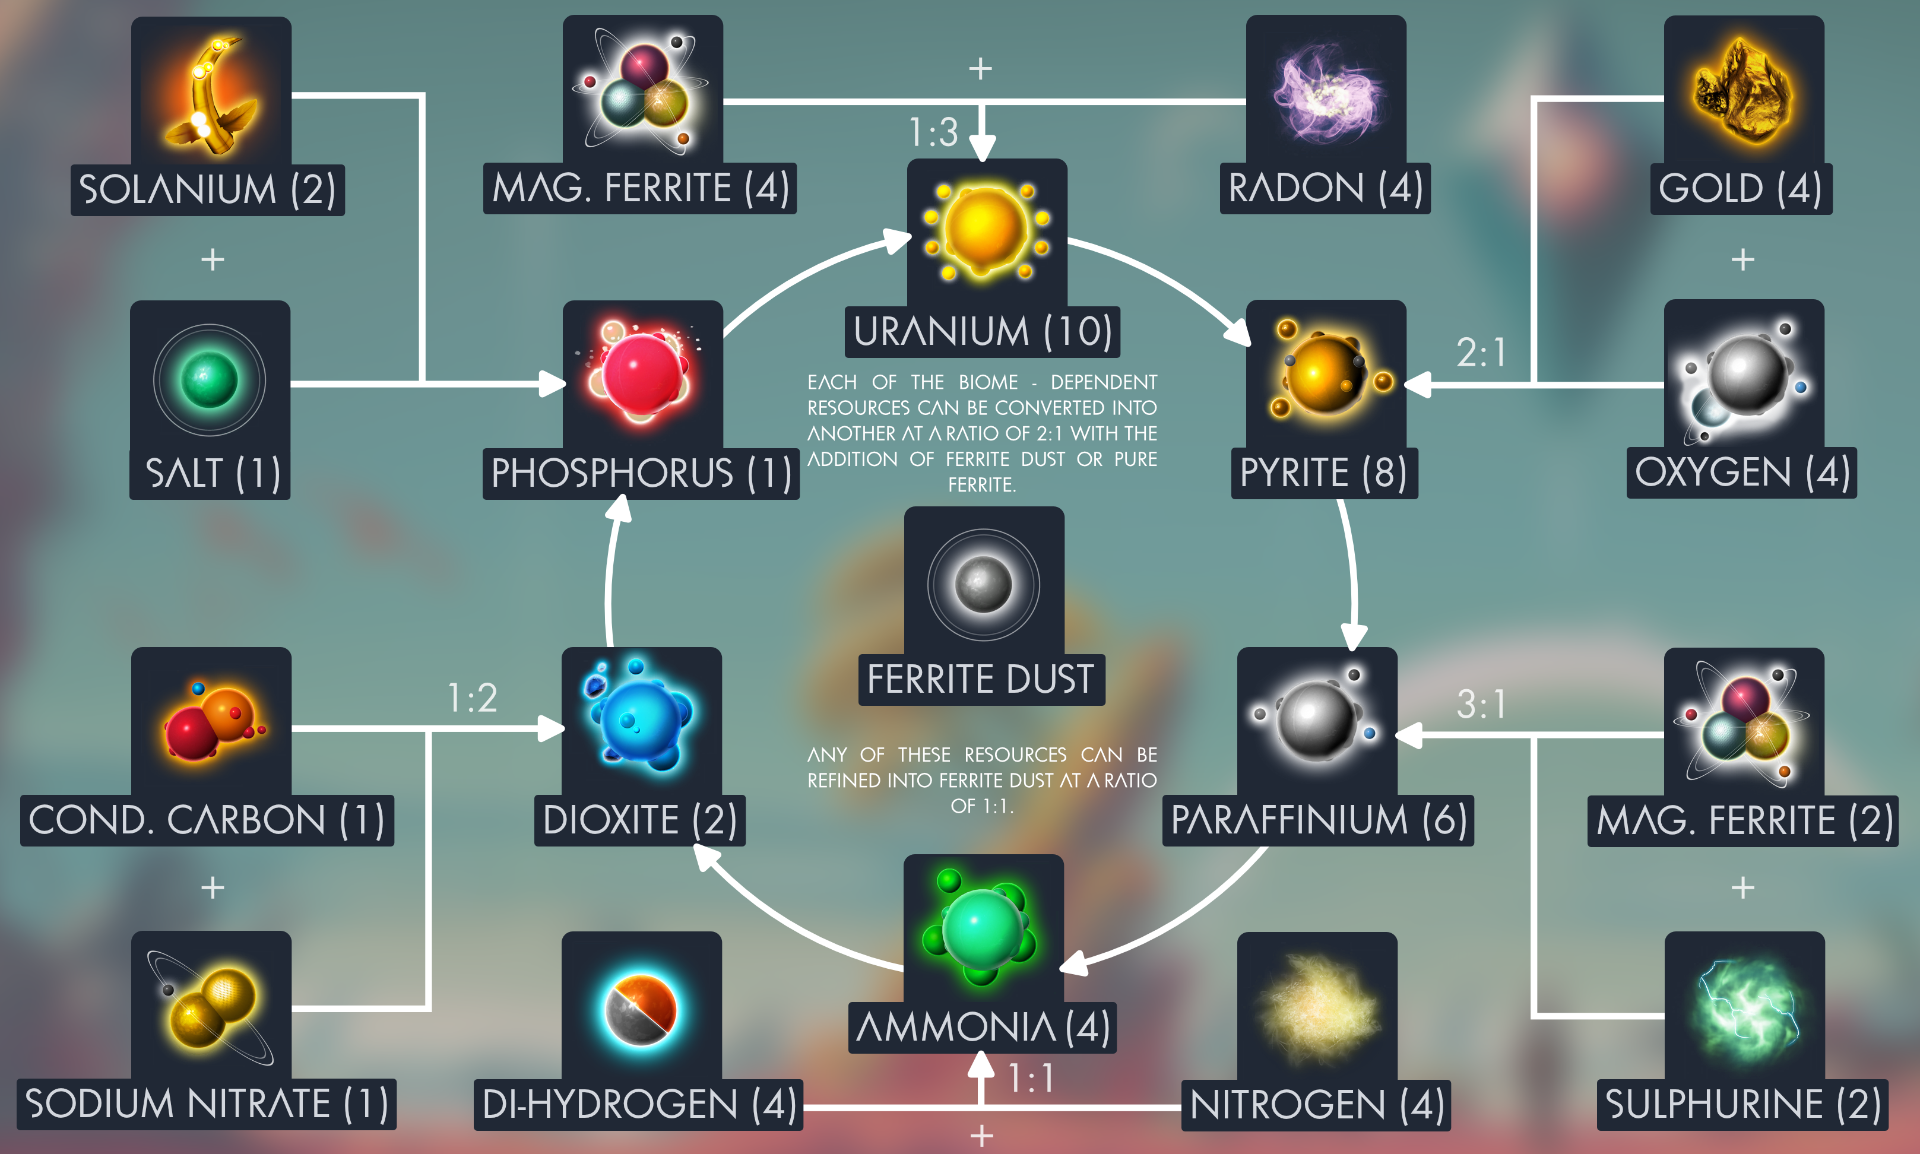 +
1:3
SOLANIUM (2)
MAG. FERRITE (4)
RADON (4)
GOLD (4)
+
+
URANIUM (10)
2:1
EACH OF THE BIOME - DEPENDENT
RESOURCES CAN BE CONVERTED INTO
ANOTHER AT A RATIO OF 2:1 WITH THE
ADDITION OF FERRITE DUST OR PURE
FERRITE.
SALT (1)
PHOSPHORUS (1)
PYRITE (8)
OXYGEN (4)
FERRITE DUST
1:2
3:1
ANY OF THESE RESOURCES CAN BE
REFINED INTO FERRITE DUST AT A RATIO
OF 1:1.
COND. CARBON (1)
DIOXITE (2)
PARAFFINIUM (6)
MAG. FERRITE (2)
+
+
AMMONIA (4)
1:1
SODIUM NITRATE (1)
DI-HYDROGEN (4)
NITROGEN (4)
SULPHURINE (2)
+